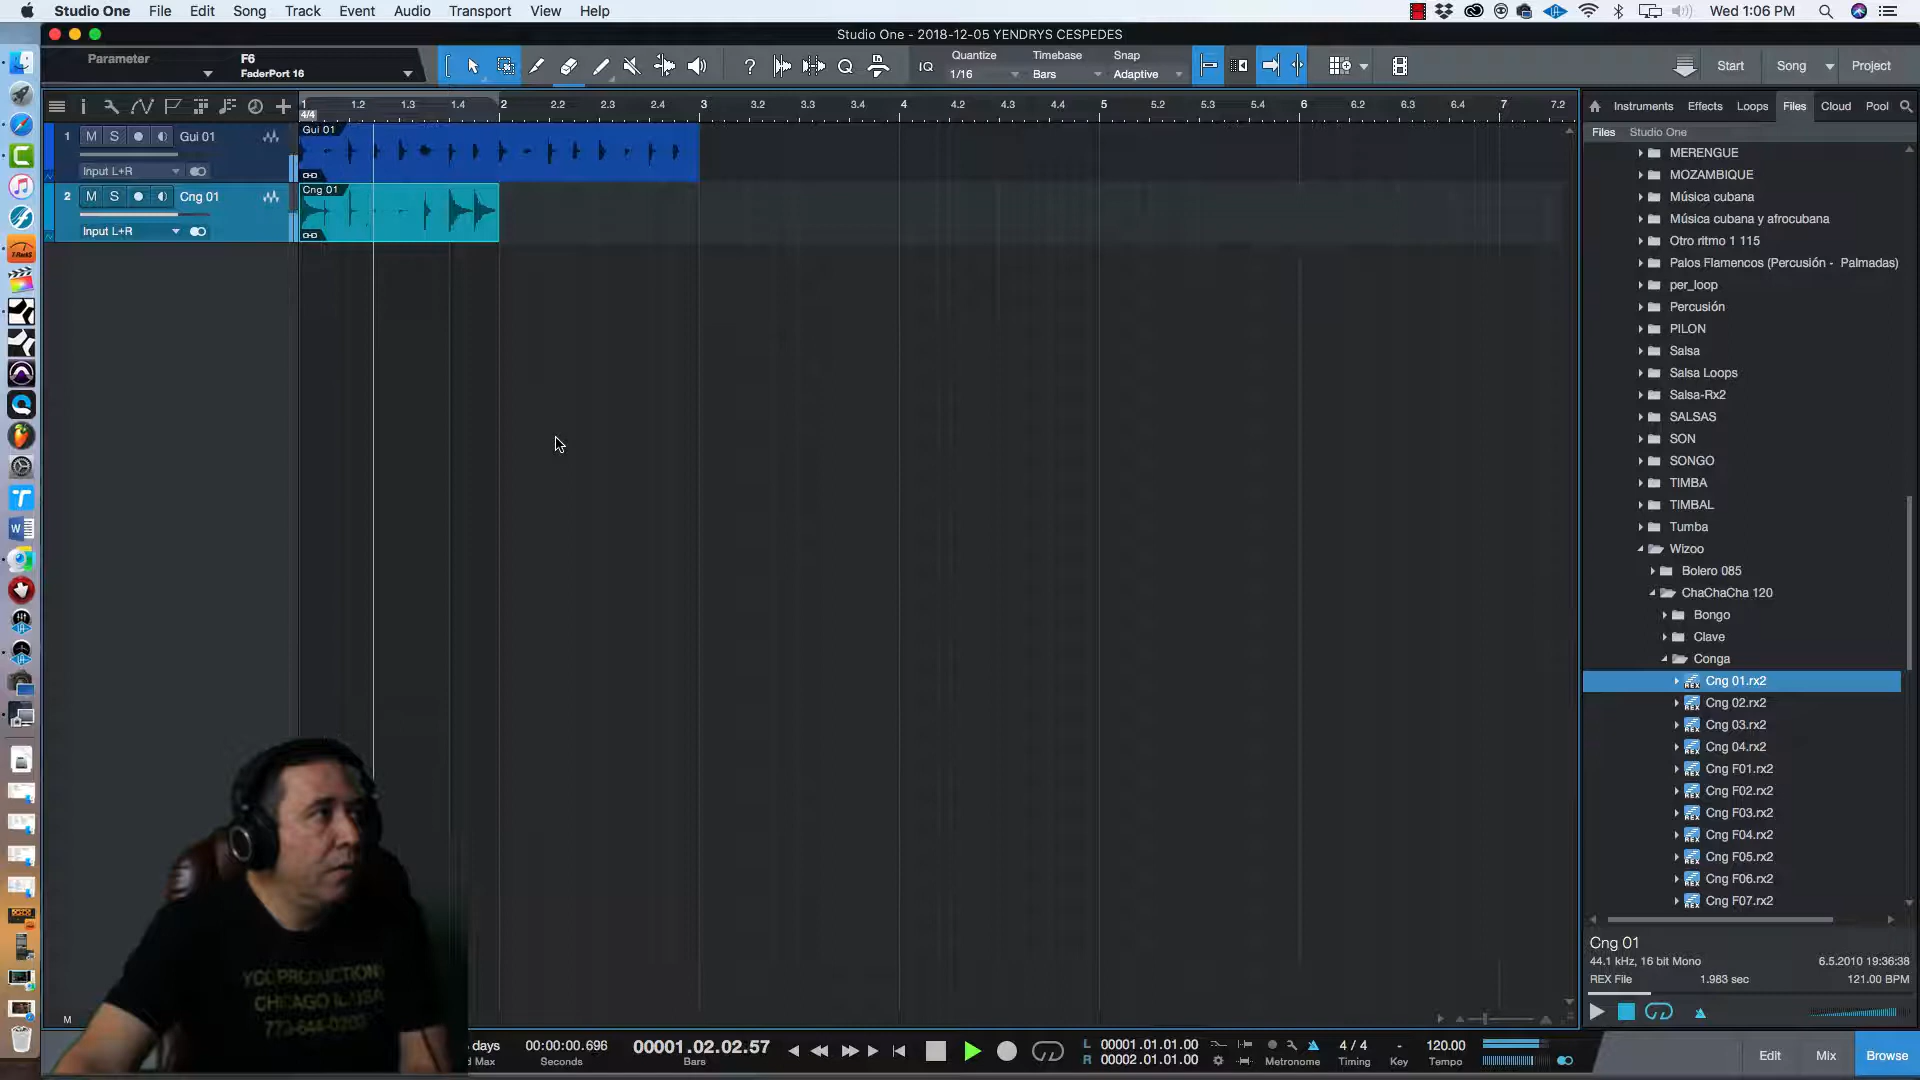 Studio One File Edit Song Track Event Audio Transport View Help Wed 1:06 PM
Studio One - 2018-12-05 YENDRYS CESPEDES
Parameter F6
FaderPort 16
IQ Quantize Timebase Snap
1/16 Bars Adaptive
Start Song Project
1 1.2 1.3 1.4 2 2.2 2.3 2.4 3 3.2 3.3 3.4 4 4.2 4.3 4.4 5 5.2 5.3 5.4 6 6.2 6.3 6.4 7 7.2
4/4
Instruments Effects Loops Files Cloud Pool
Files Studio One
1 M S Gui 01
Input L+R
Gui 01
2 M S Cng 01
Input L+R
Cng 01
MERENGUE
MOZAMBIQUE
Música cubana
Música cubana y afrocubana
Otro ritmo 1 115
Palos Flamencos (Percusión - Palmadas)
per_loop
Percusión
PILON
Salsa
Salsa Loops
Salsa-Rx2
SALSAS
SON
SONGO
TIMBA
TIMBAL
Tumba
Wizoo
Bolero 085
ChaChaCha 120
Bongo
Clave
Conga
Cng 01.rx2
Cng 02.rx2
Cng 03.rx2
Cng 04.rx2
Cng F01.rx2
Cng F02.rx2
Cng F03.rx2
Cng F04.rx2
Cng F05.rx2
Cng F06.rx2
Cng F07.rx2
Cng 01
44.1 kHz, 16 bit Mono 6.5.2010 19:36:38
REX File 1.983 sec 121.00 BPM
YCC PRODUCTIONS
CHICAGO IL USA
M
days
d Max
00:00:00.696
Seconds
00001.02.02.57
Bars
L 00001.01.01.00
R 00002.01.01.00
Metronome
4 / 4
Timing
-
Key
120.00
Tempo
Edit Mix Browse